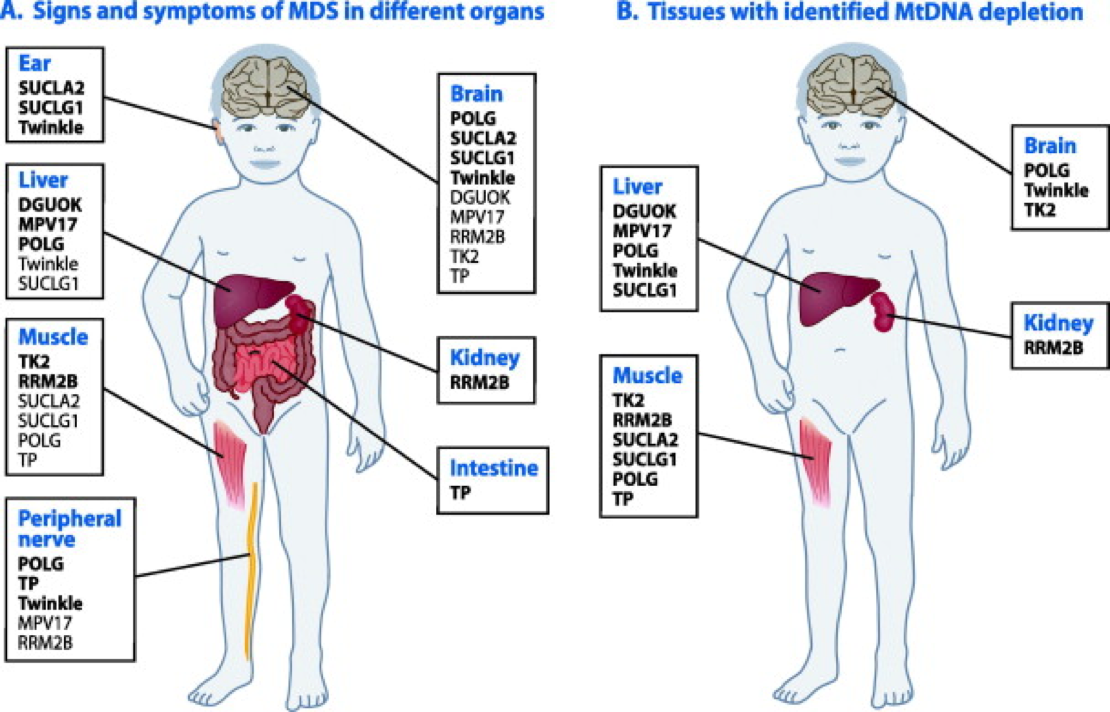 A. Signs and symptoms of MDS in different organs
Ear
SUCLA2
SUCLG1
Twinkle
Liver
DGUOK
MPV17
POLG
Twinkle
SUCLG1
Muscle
TK2
RRM2B
SUCLA2
SUCLG1
POLG
TP
Peripheral
nerve
POLG
TP
Twinkle
MPV17
RRM2B
Brain
POLG
SUCLA2
SUCLG1
Twinkle
DGUOK
MPV17
RRM2B
TK2
TP
Kidney
RRM2B
Intestine
TP
B. Tissues with identified MtDNA depletion
Liver
DGUOK
MPV17
POLG
Twinkle
SUCLG1
Muscle
TK2
RRM2B
SUCLA2
SUCLG1
POLG
TP
Brain
POLG
Twinkle
TK2
Kidney
RRM2B